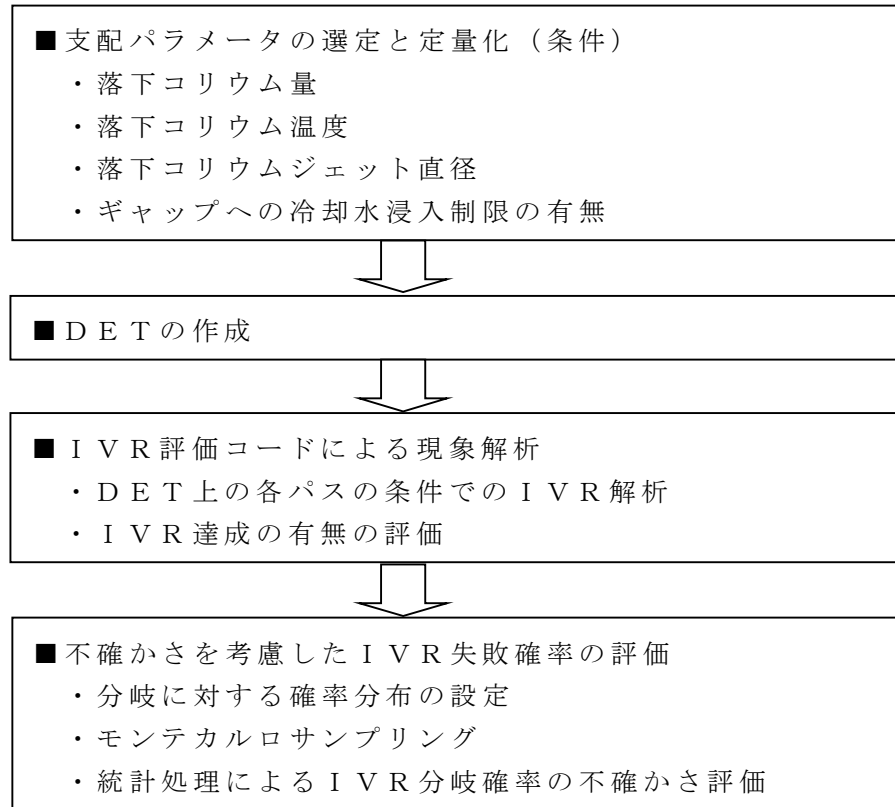 ■支配パラメータの選定と定量化（条件）
・落下コリウム量
・落下コリウム温度
・落下コリウムジェット直径
・ギャップへの冷却水浸入制限の有無
■ＤＥＴの作成
■ＩＶＲ評価コードによる現象解析
・ＤＥＴ上の各パスの条件でのＩＶＲ解析
・ＩＶＲ達成の有無の評価
■不確かさを考慮したＩＶＲ失敗確率の評価
・分岐に対する確率分布の設定
・モンテカルロサンプリング
・統計処理によるＩＶＲ分岐確率の不確かさ評価